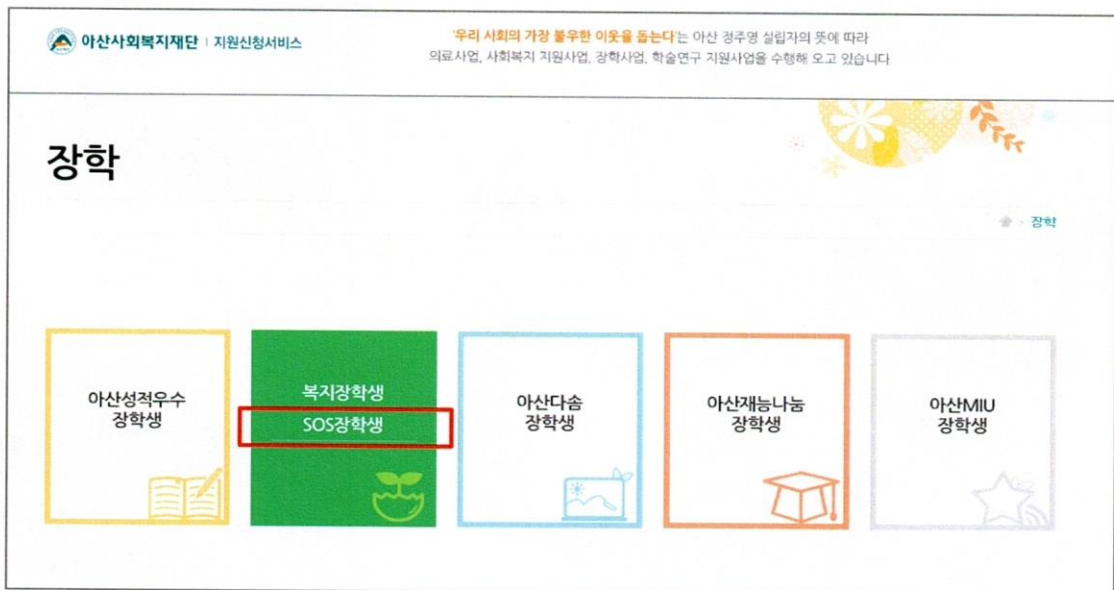 아산사회복지재단 | 지원신청서비스
'우리 사회의 가장 불우한 이웃을 돕는다'는 아산 정주영 설립자의 뜻에 따라
의료사업, 사회복지 지원사업, 장학사업, 학술연구 지원사업을 수행해 오고 있습니다
장학
장학
아산성적우수
장학생
복지장학생
SOS장학생
아산다솜
장학생
아산재능나눔
장학생
아산MIU
장학생